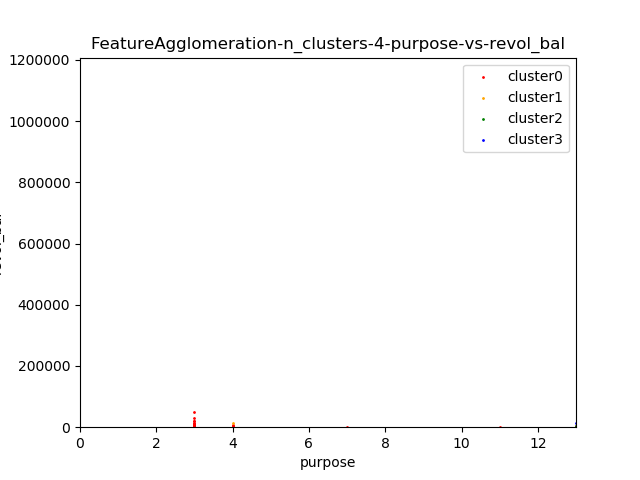 FeatureAgglomeration-n_clusters-4-purpose-vs-revol_bal
1200000
1000000
800000
600000
400000
200000
0
0 2 4 6 8 10 12
purpose
cluster0
cluster1
cluster2
cluster3